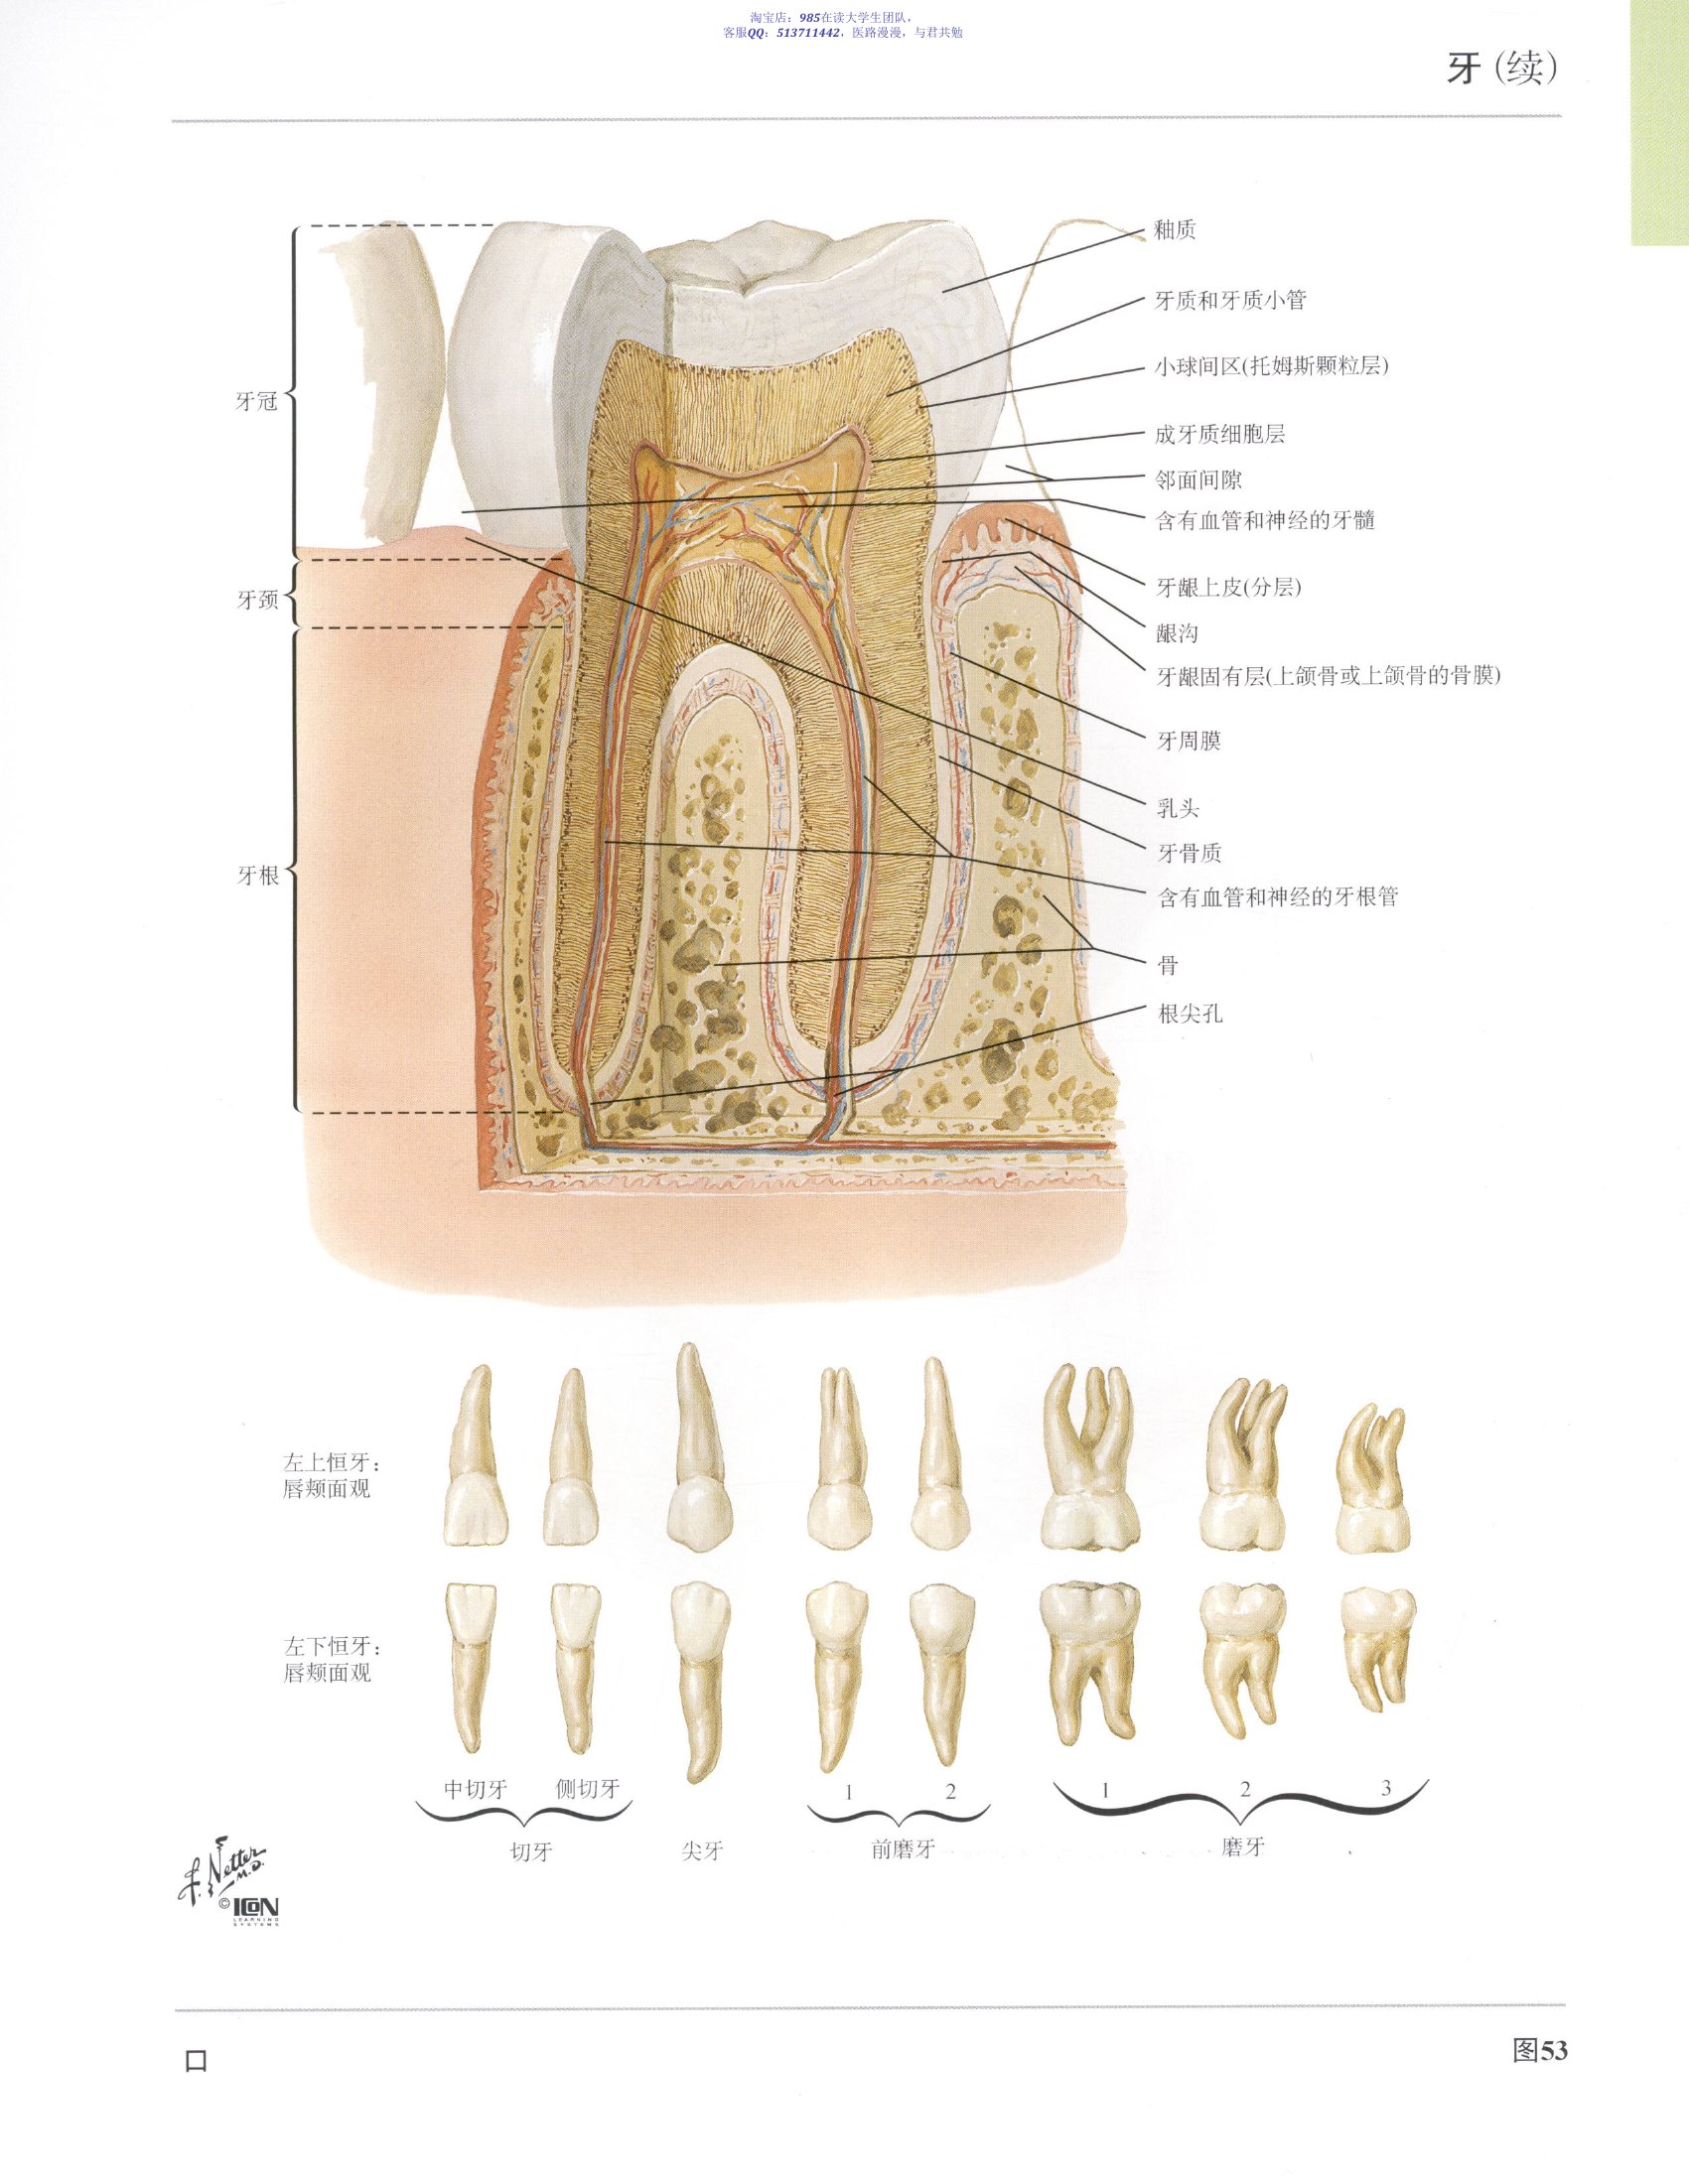 淘宝店：985在读大学生团队，
客服QQ：513711442，医路漫漫，与君共勉
牙（续）
釉质
牙质和牙质小管
小球间区(托姆斯颗粒层)
牙冠
成牙质细胞层
邻面间隙
含有血管和神经的牙髓
牙龈上皮(分层)
牙颈
龈沟
牙龈固有层(上颌骨或上颌骨的骨膜)
牙周膜
乳头
牙骨质
牙根
含有血管和神经的牙根管
骨
根尖孔
左上恒牙：
唇颊面观
左下恒牙：
唇颊面观
中切牙 侧切牙 1 2 1 2 3
切牙 尖牙 前磨牙 磨牙
F. Netter
M.D.
© ICON
LEARNING
SYSTEMS
口 图53